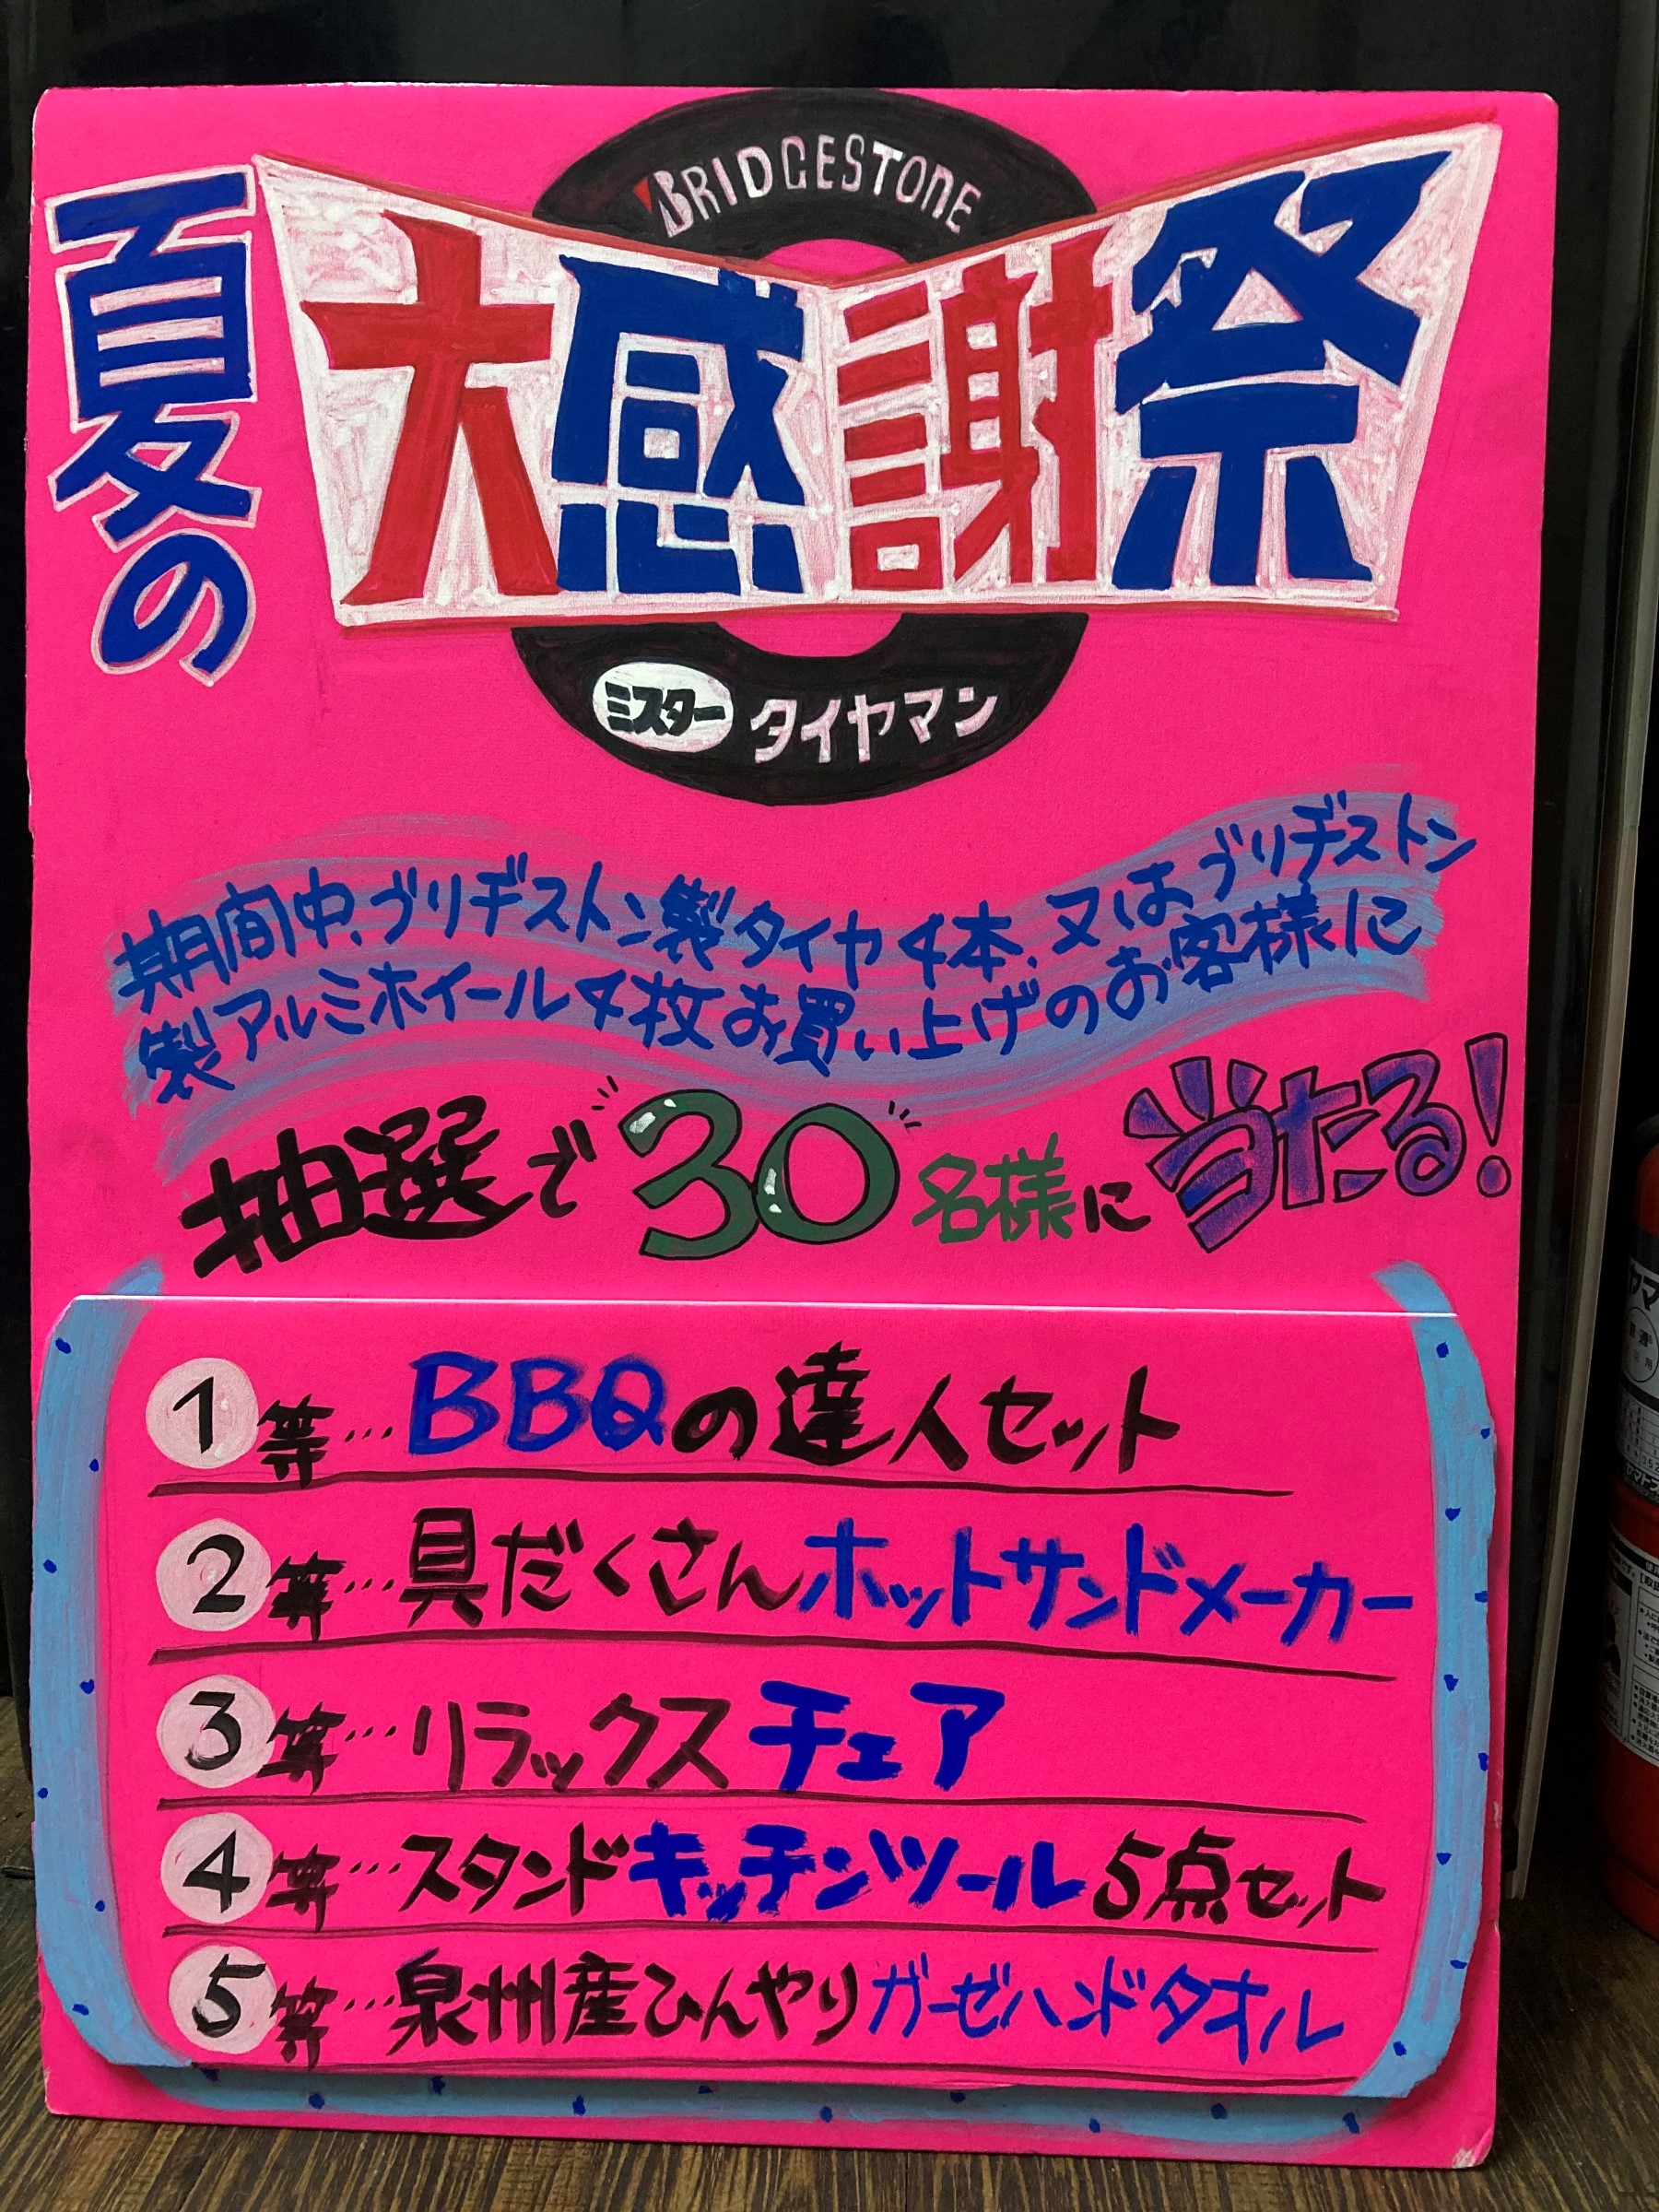 BRIDGESTONE
夏の
大感謝祭
ミスター タイヤマン
期間中、ブリヂストン製タイヤ4本、又はブリヂストン
製アルミホイール4枚お買い上げのお客様に
抽選で30名様に当たる!
1等…BBQの達人セット
2等…具だくさんホットサンドメーカー
3等…リラックスチェア
4等…スタンドキッチンツール5点セット
5等…泉州産ひんやりガーゼハンドタオル